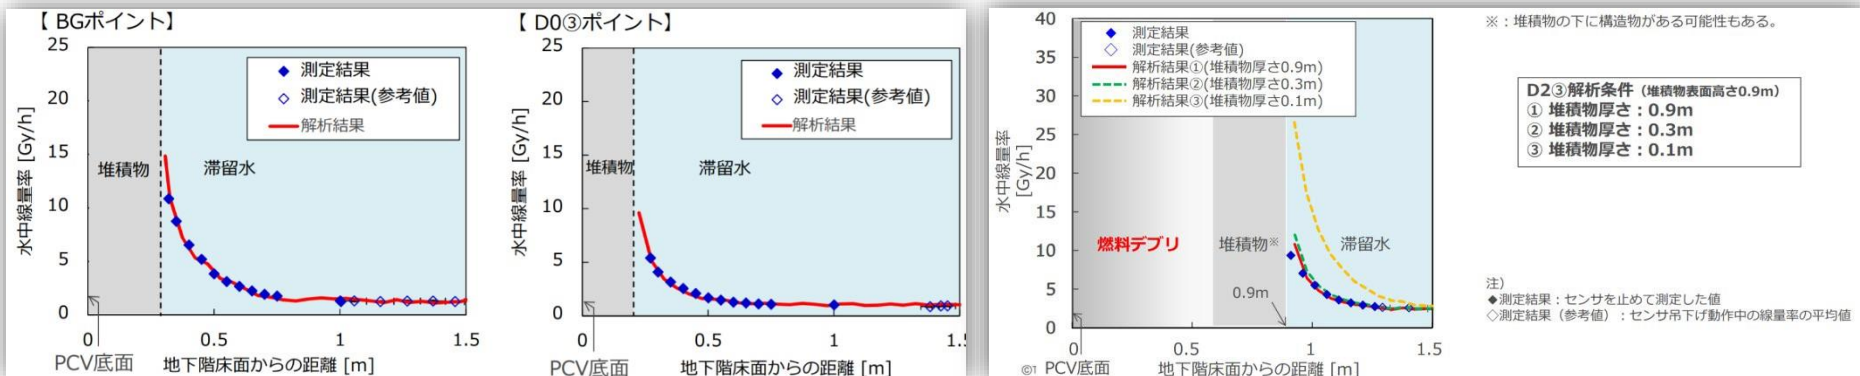 【 BGポイント】
水中線量率 [Gy/h]
25
20
15
10
5
0
測定結果
測定結果(参考値)
解析結果
堆積物
滞留水
0
0.5
1
1.5
PCV底面
地下階床面からの距離 [m]
【 D0③ポイント】
水中線量率 [Gy/h]
25
20
15
10
5
0
測定結果
測定結果(参考値)
解析結果
堆積物
滞留水
0
0.5
1
1.5
PCV底面
地下階床面からの距離 [m]
水中線量率
[Gy/h]
40
35
30
25
20
15
10
5
0
測定結果
測定結果(参考値)
解析結果①(堆積物厚さ0.9m)
解析結果②(堆積物厚さ0.3m)
解析結果③(堆積物厚さ0.1m)
燃料デブリ
堆積物※
滞留水
0.9m
0
0.5
1
1.5
PCV底面
地下階床面からの距離 [m]
※：堆積物の下に構造物がある可能性もある。
D2③解析条件（堆積物表面高さ0.9m）
① 堆積物厚さ：0.9m
② 堆積物厚さ：0.3m
③ 堆積物厚さ：0.1m
注）
◆測定結果：センサを止めて測定した値
◇測定結果（参考値）：センサ吊下げ動作中の線量率の平均値